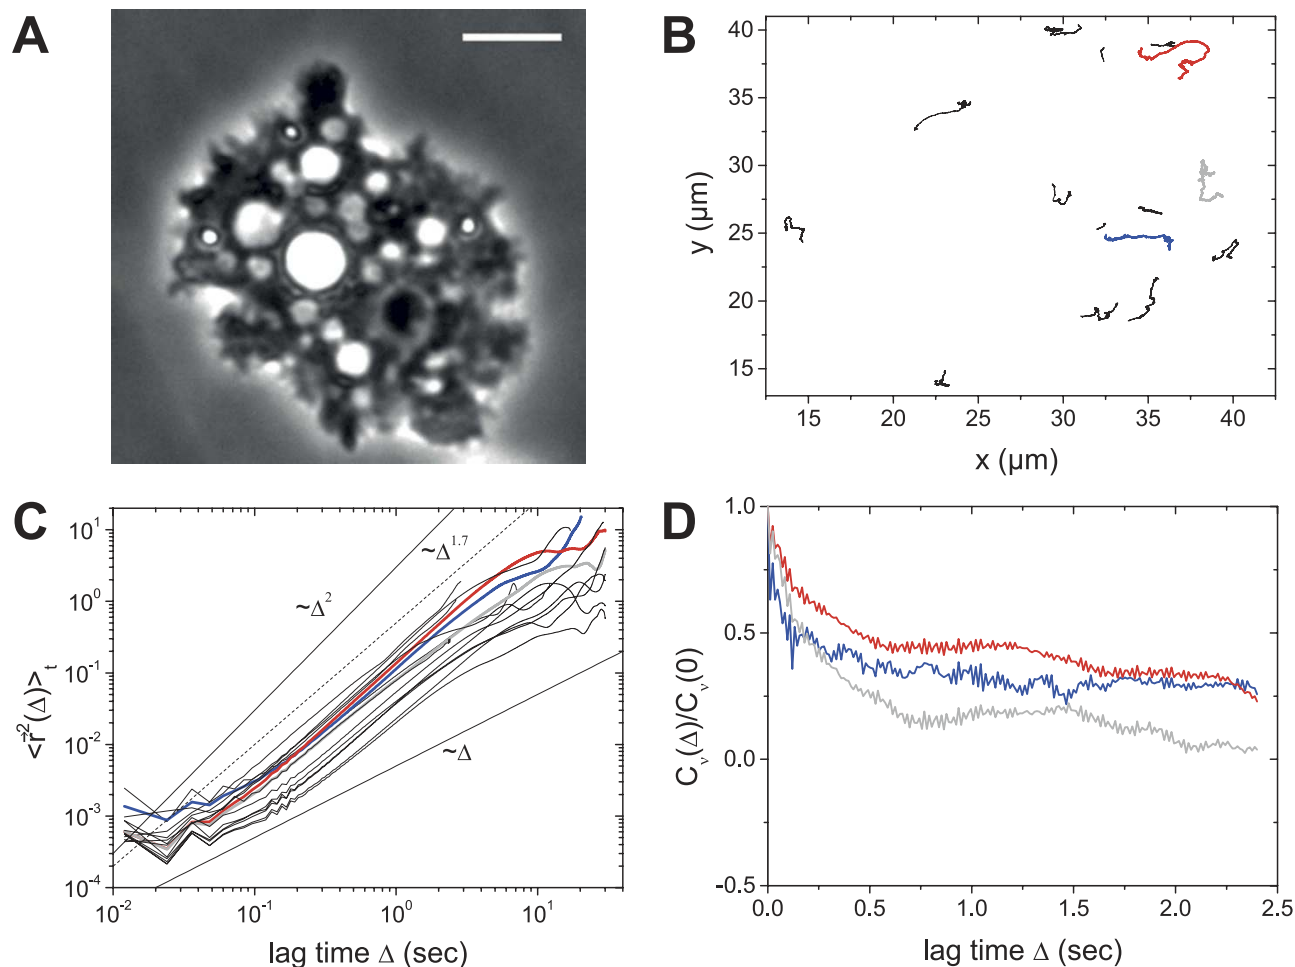 A
B
40
35
30
25
20
15
y (µm)
15 20 25 30 35 40
x (µm)
C
10¹
10⁰
10⁻¹
10⁻²
10⁻³
10⁻⁴
<r⃗²(Δ)>ₜ
~Δ²
~Δ¹·⁷
~Δ
10⁻² 10⁻¹ 10⁰ 10¹
lag time Δ (sec)
D
1.0
0.5
0.0
-0.5
Cᵥ(Δ)/Cᵥ(0)
0.0 0.5 1.0 1.5 2.0 2.5
lag time Δ (sec)